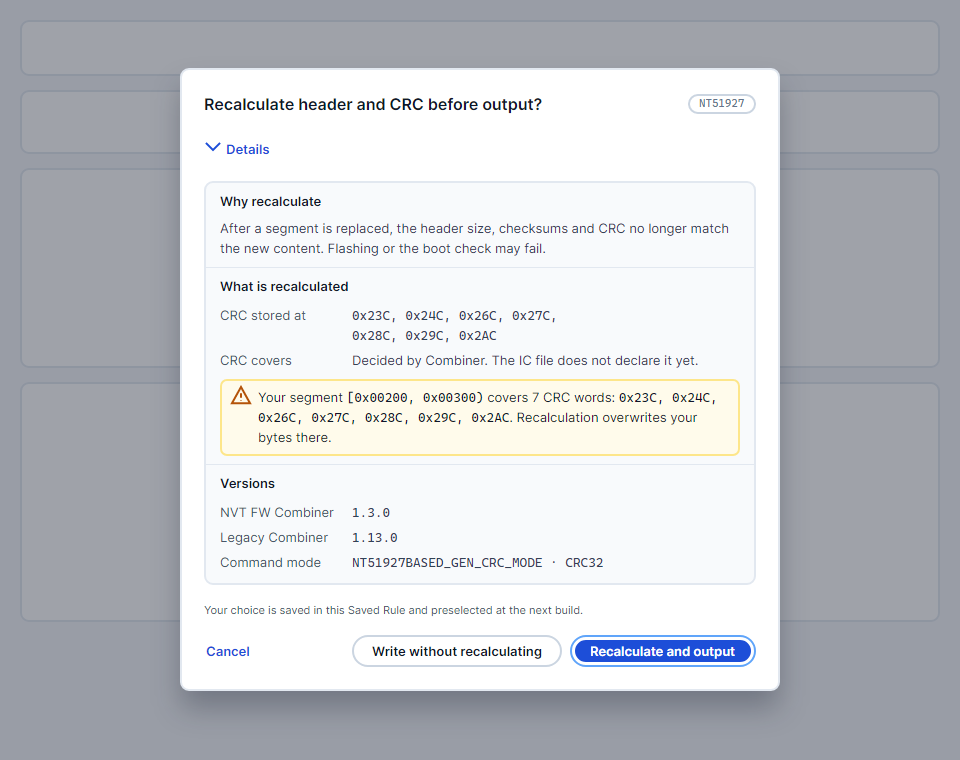 Recalculate header and CRC before output?
NT51927
Details
Why recalculate
After a segment is replaced, the header size, checksums and CRC no longer match
the new content. Flashing or the boot check may fail.
What is recalculated
CRC stored at
0x23C, 0x24C, 0x26C, 0x27C,
0x28C, 0x29C, 0x2AC
CRC covers
Decided by Combiner. The IC file does not declare it yet.
Your segment [0x00200, 0x00300) covers 7 CRC words: 0x23C, 0x24C,
0x26C, 0x27C, 0x28C, 0x29C, 0x2AC. Recalculation overwrites your
bytes there.
Versions
NVT FW Combiner
1.3.0
Legacy Combiner
1.13.0
Command mode
NT51927BASED_GEN_CRC_MODE · CRC32
Your choice is saved in this Saved Rule and preselected at the next build.
Cancel
Write without recalculating
Recalculate and output